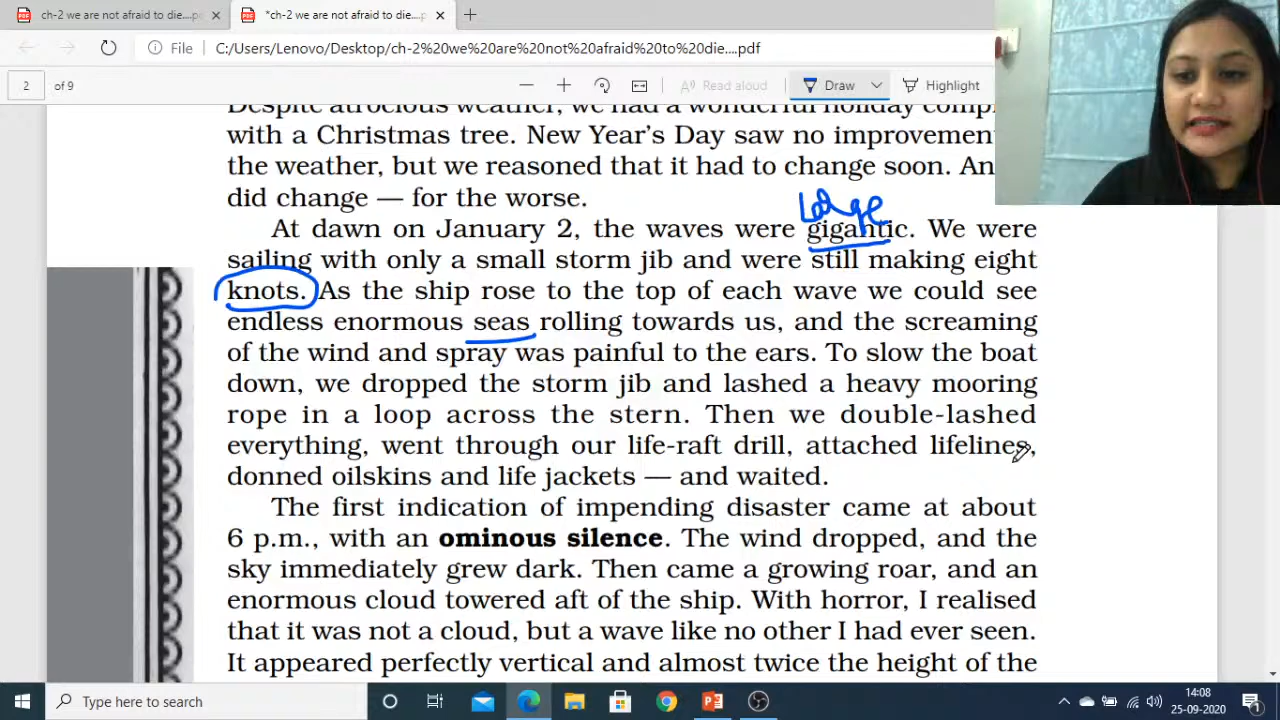 ch-2 we are not afraid to die....pe
*ch-2 we are not afraid to die....p
File C:/Users/Lenovo/Desktop/ch-2%20we%20are%20not%20afraid%20to%20die....pdf
2 of 9 Read aloud Draw Highlight
Despite atrocious weather, we had a wonderful holiday compl
with a Christmas tree. New Year's Day saw no improvement
the weather, but we reasoned that it had to change soon. An
did change — for the worse.
Large
At dawn on January 2, the waves were gigantic. We were
sailing with only a small storm jib and were still making eight
knots. As the ship rose to the top of each wave we could see
endless enormous seas rolling towards us, and the screaming
of the wind and spray was painful to the ears. To slow the boat
down, we dropped the storm jib and lashed a heavy mooring
rope in a loop across the stern. Then we double-lashed
everything, went through our life-raft drill, attached lifelines,
donned oilskins and life jackets — and waited.
The first indication of impending disaster came at about
6 p.m., with an ominous silence. The wind dropped, and the
sky immediately grew dark. Then came a growing roar, and an
enormous cloud towered aft of the ship. With horror, I realised
that it was not a cloud, but a wave like no other I had ever seen.
It appeared perfectly vertical and almost twice the height of the
Type here to search
14:08
25-09-2020
1